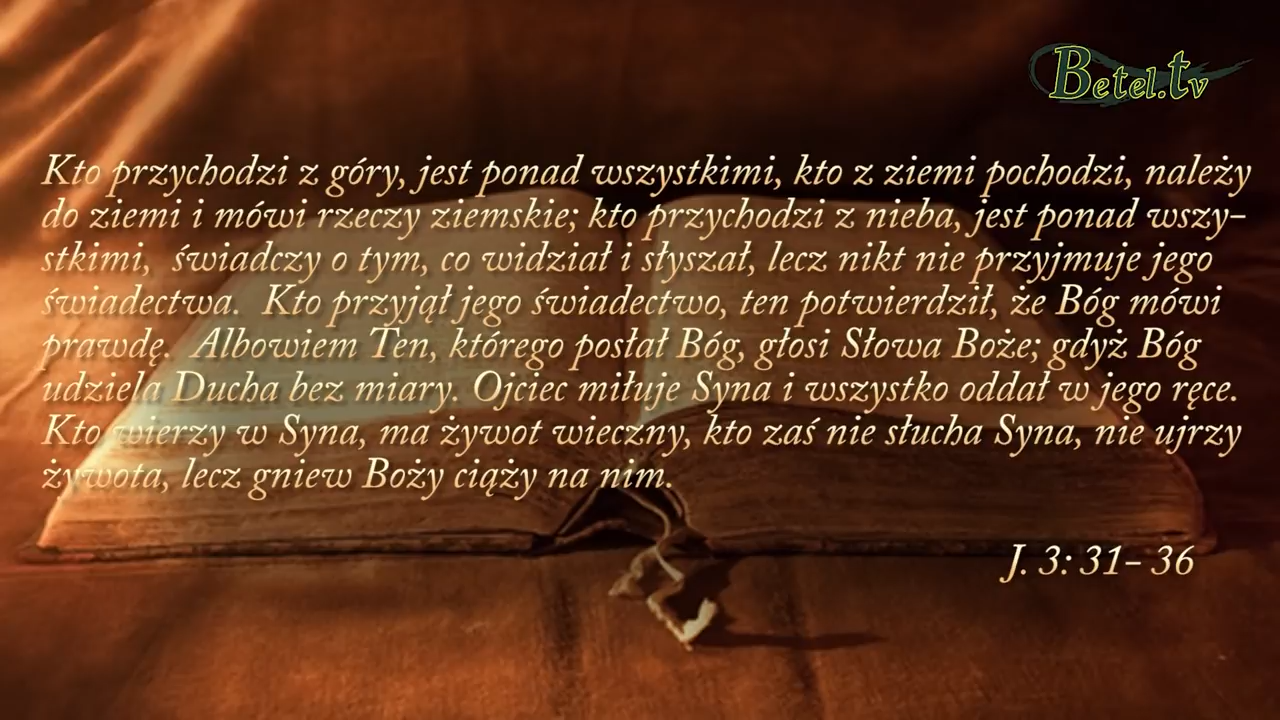 Betel.tv
Kto przychodzi z góry, jest ponad wszystkimi, kto z ziemi pochodzi, należy
do ziemi i mówi rzeczy ziemskie; kto przychodzi z nieba, jest ponad wszy-
stkimi, świadczy o tym, co widział i słyszał, lecz nikt nie przyjmuje jego
świadectwa. Kto przyjął jego świadectwo, ten potwierdził, że Bóg mówi
prawdę. Albowiem Ten, którego posłał Bóg, głosi Słowa Boże; gdyż Bóg
udziela Ducha bez miary. Ojciec miłuje Syna i wszystko oddał w jego ręce.
Kto wierzy w Syna, ma żywot wieczny, kto zaś nie słucha Syna, nie ujrzy
żywota, lecz gniew Boży ciąży na nim.
J. 3: 31- 36